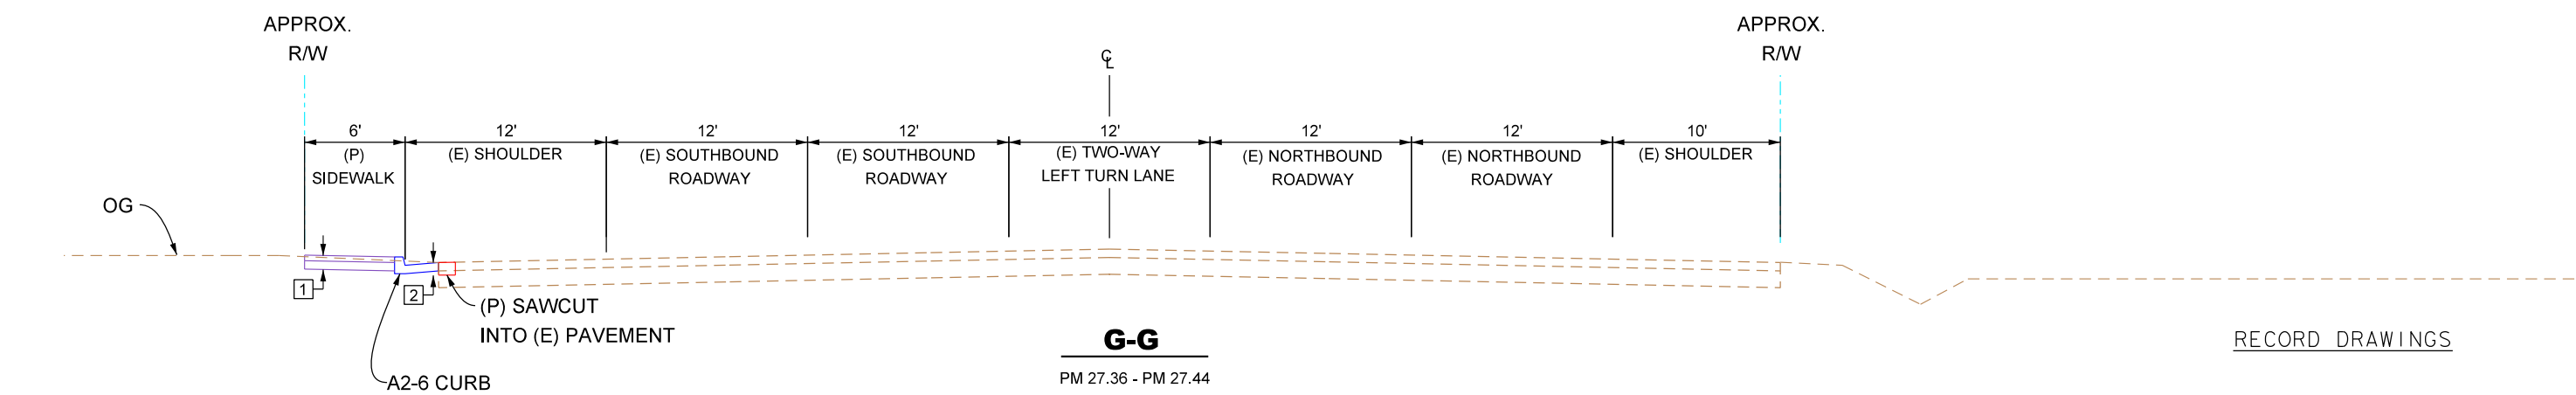 APPROX.
R/W
APPROX.
R/W
℄
6'
12'
12'
12'
12'
12'
12'
10'
(P)
SIDEWALK
(E) SHOULDER
(E) SOUTHBOUND
ROADWAY
(E) SOUTHBOUND
ROADWAY
(E) TWO-WAY
LEFT TURN LANE
(E) NORTHBOUND
ROADWAY
(E) NORTHBOUND
ROADWAY
(E) SHOULDER
OG
1
2
(P) SAWCUT
INTO (E) PAVEMENT
A2-6 CURB
G-G
PM 27.36 - PM 27.44
RECORD DRAWINGS